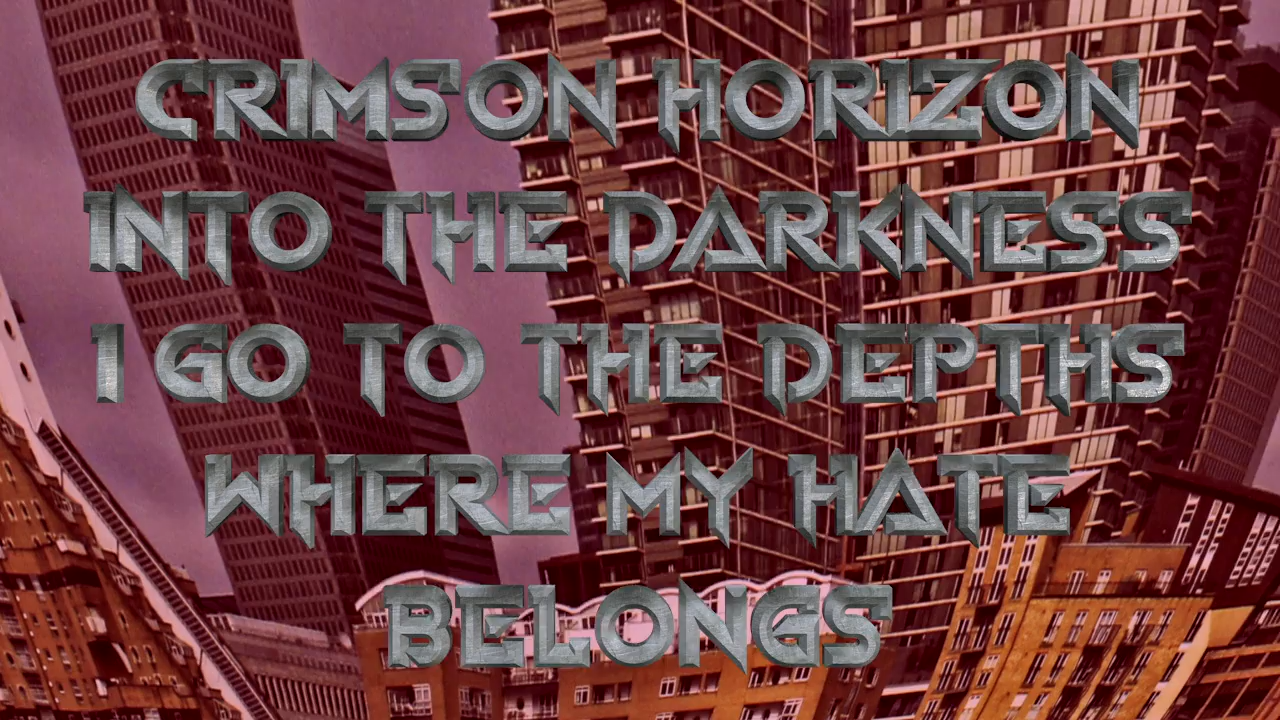 CRIMSON HORIZON
INTO THE DARKNESS
I GO TO THE DEPTHS
WHERE MY HATE
BELONGS